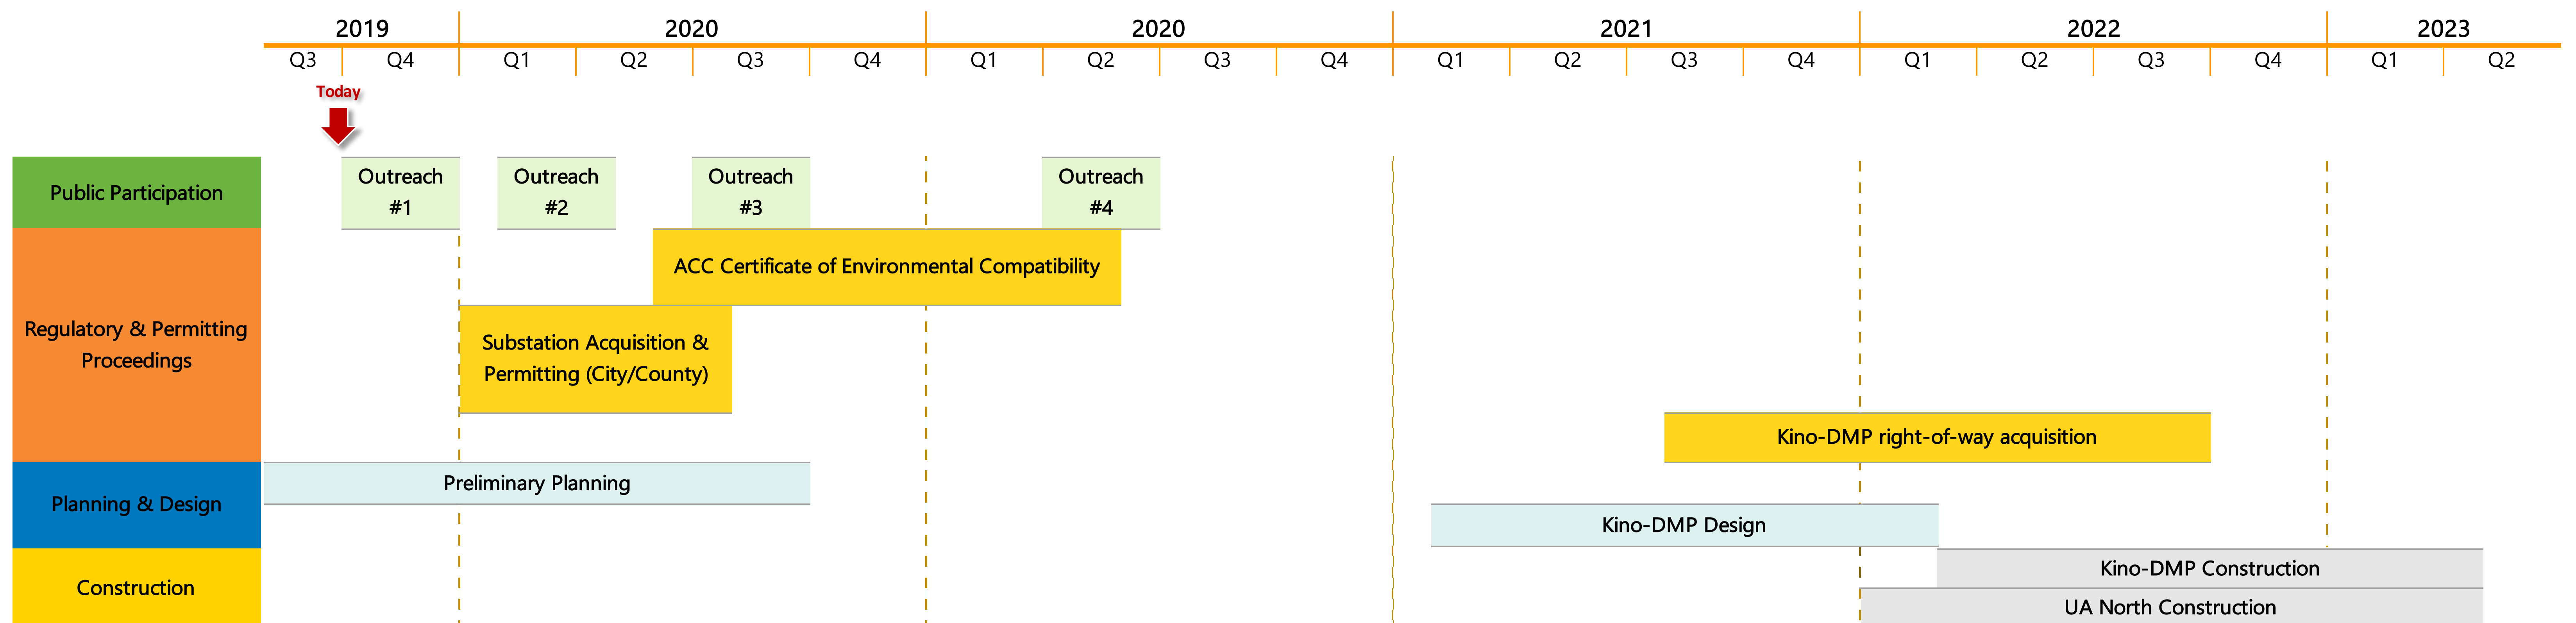 2019 2020 2020 2021 2022 2023
Q3 Q4 Q1 Q2 Q3 Q4 Q1 Q2 Q3 Q4 Q1 Q2 Q3 Q4 Q1 Q2 Q3 Q4 Q1 Q2
Today
Public Participation
Outreach
#1
Outreach
#2
Outreach
#3
Outreach
#4
Regulatory & Permitting
Proceedings
ACC Certificate of Environmental Compatibility
Substation Acquisition &
Permitting (City/County)
Kino-DMP right-of-way acquisition
Planning & Design
Preliminary Planning
Kino-DMP Design
Construction
Kino-DMP Construction
UA North Construction